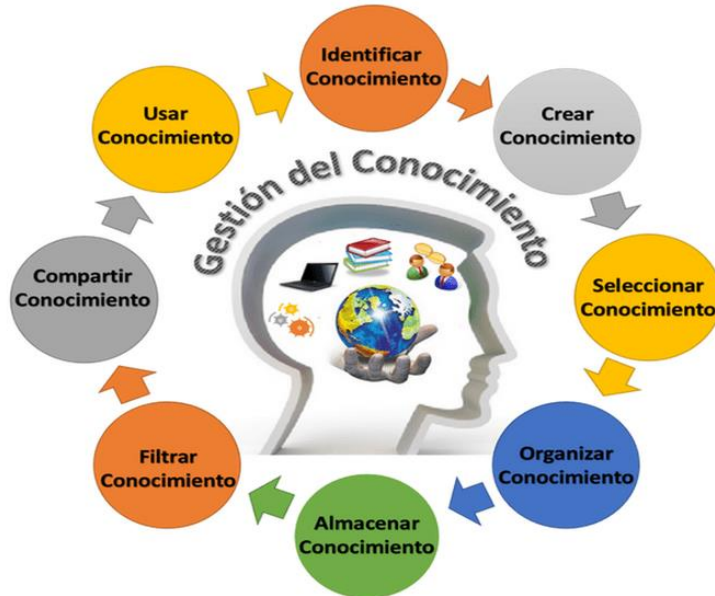 Identificar
Conocimiento
Crear
Conocimiento
Seleccionar
Conocimiento
Organizar
Conocimiento
Almacenar
Conocimiento
Filtrar
Conocimiento
Compartir
Conocimiento
Usar
Conocimiento
Gestión del Conocimiento